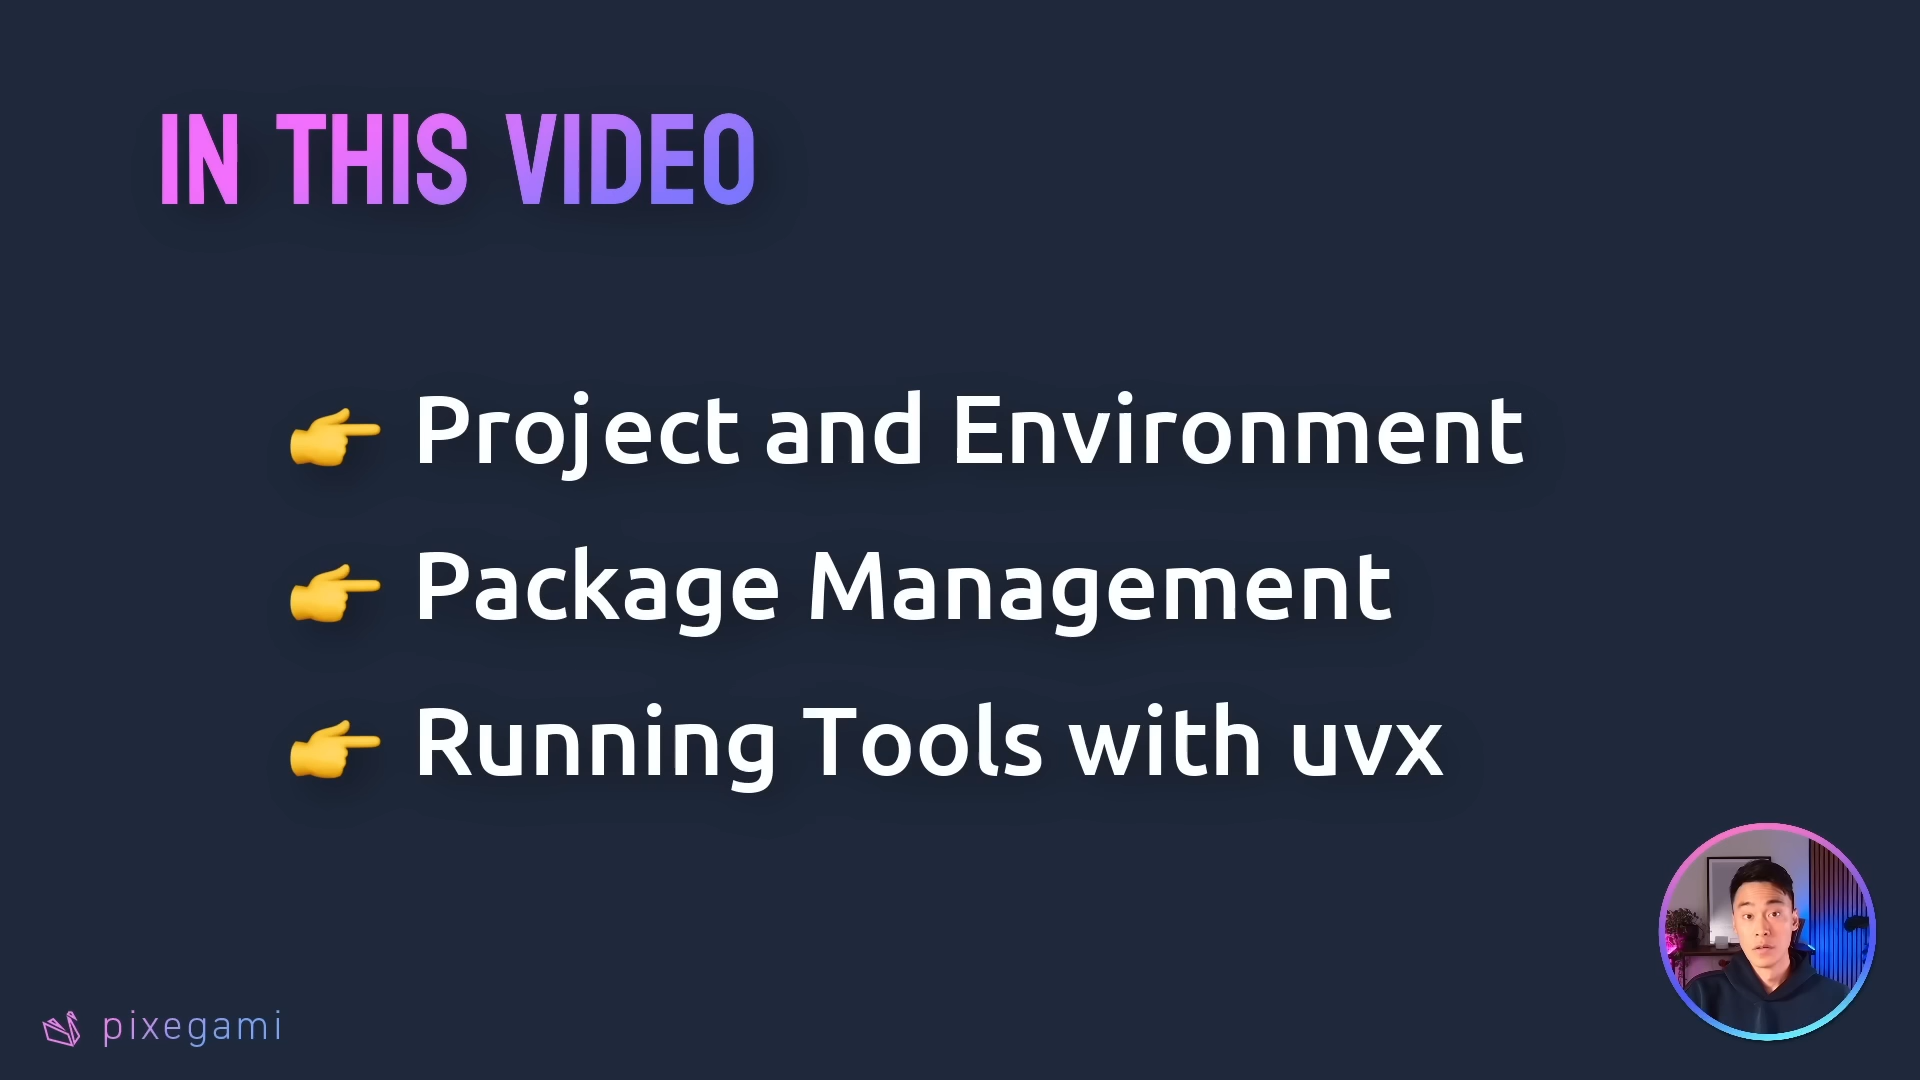 IN THIS VIDEO
👉 Project and Environment
👉 Package Management
👉 Running Tools with uvx
pixegami